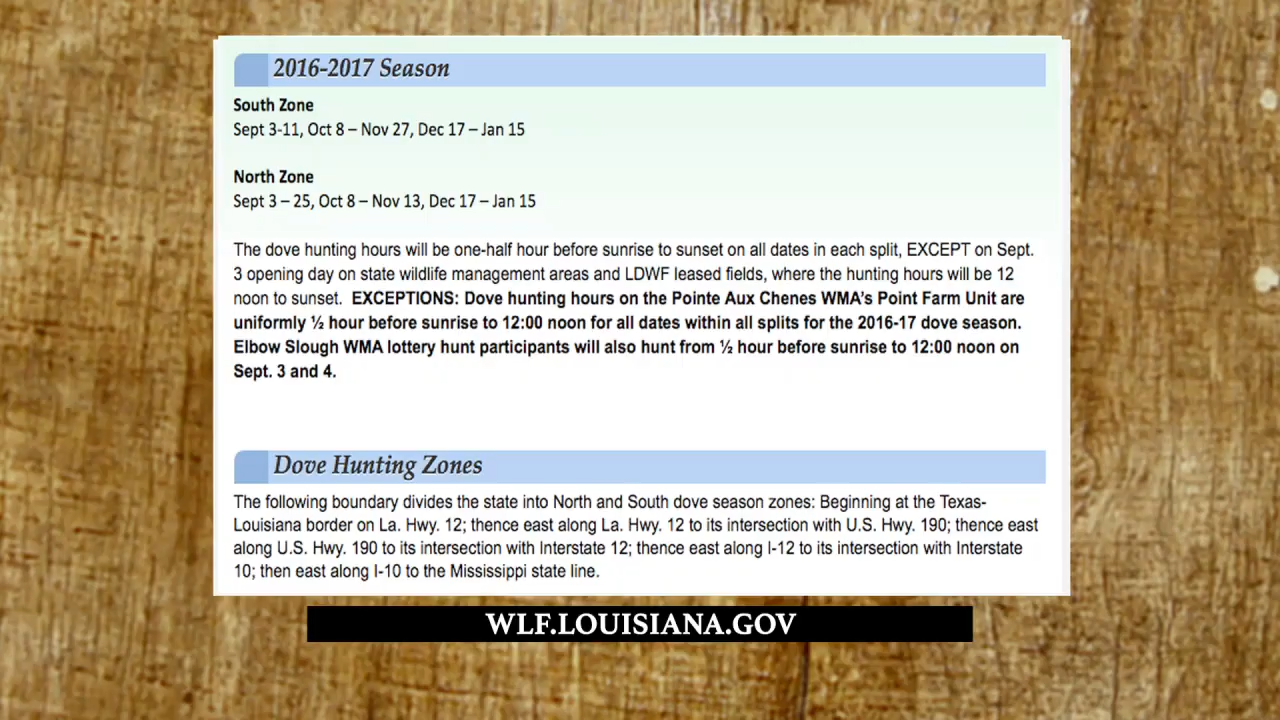 2016-2017 Season
South Zone
Sept 3-11, Oct 8 – Nov 27, Dec 17 – Jan 15
North Zone
Sept 3 – 25, Oct 8 – Nov 13, Dec 17 – Jan 15
The dove hunting hours will be one-half hour before sunrise to sunset on all dates in each split, EXCEPT on Sept.
3 opening day on state wildlife management areas and LDWF leased fields, where the hunting hours will be 12
noon to sunset.  EXCEPTIONS: Dove hunting hours on the Pointe Aux Chenes WMA's Point Farm Unit are
uniformly ½ hour before sunrise to 12:00 noon for all dates within all splits for the 2016-17 dove season.
Elbow Slough WMA lottery hunt participants will also hunt from ½ hour before sunrise to 12:00 noon on
Sept. 3 and 4.
Dove Hunting Zones
The following boundary divides the state into North and South dove season zones: Beginning at the Texas-
Louisiana border on La. Hwy. 12; thence east along La. Hwy. 12 to its intersection with U.S. Hwy. 190; thence east
along U.S. Hwy. 190 to its intersection with Interstate 12; thence east along I-12 to its intersection with Interstate
10; then east along I-10 to the Mississippi state line.
WLF.LOUISIANA.GOV